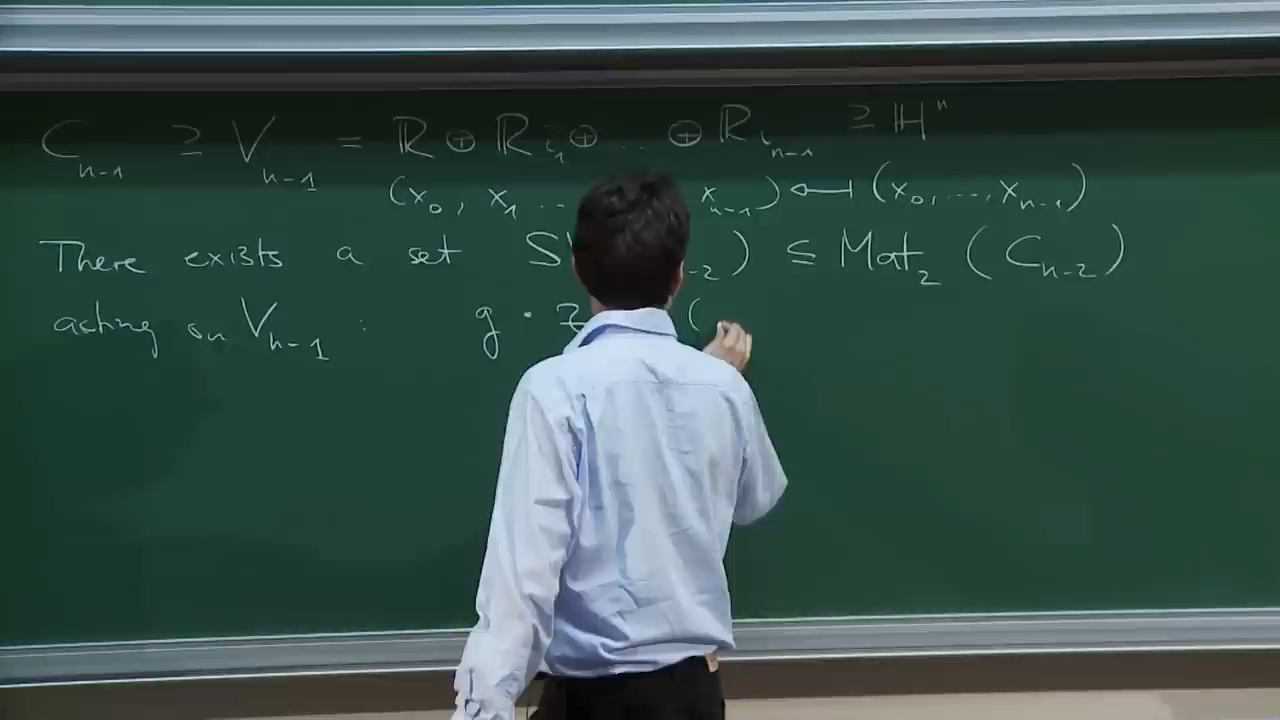 C_{n-1} ≥ V_{n-1} = ℝ ⊕ ℝi_1 ⊕ ... ⊕ ℝi_{n-1} ≥ ℍ^n
(x_0, x_1 ... x_{n-1}) ⟵ (x_0, ..., x_{n-1})
There exists a set S -2) ≤ Mat_2 (C_{n-2})
acting on V_{n-1} : g · z (